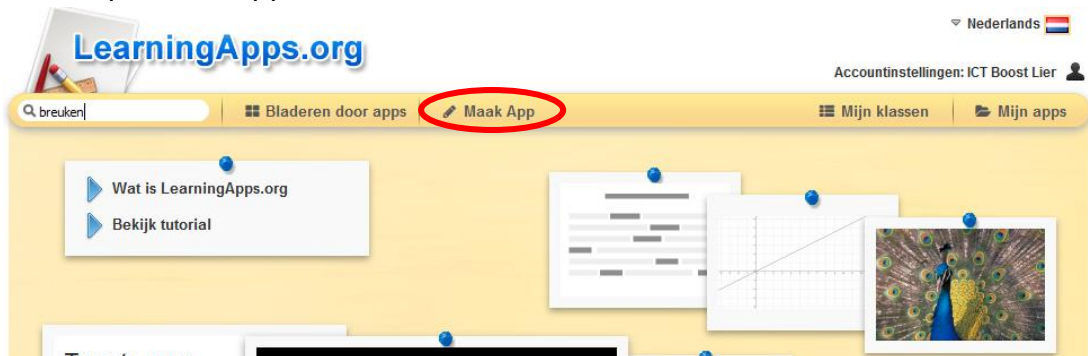 Nederlands
LearningApps.org
Accountinstellingen: ICT Boost Lier
breuken
Bladeren door apps
Maak App
Mijn klassen
Mijn apps
Wat is LearningApps.org
Bekijk tutorial